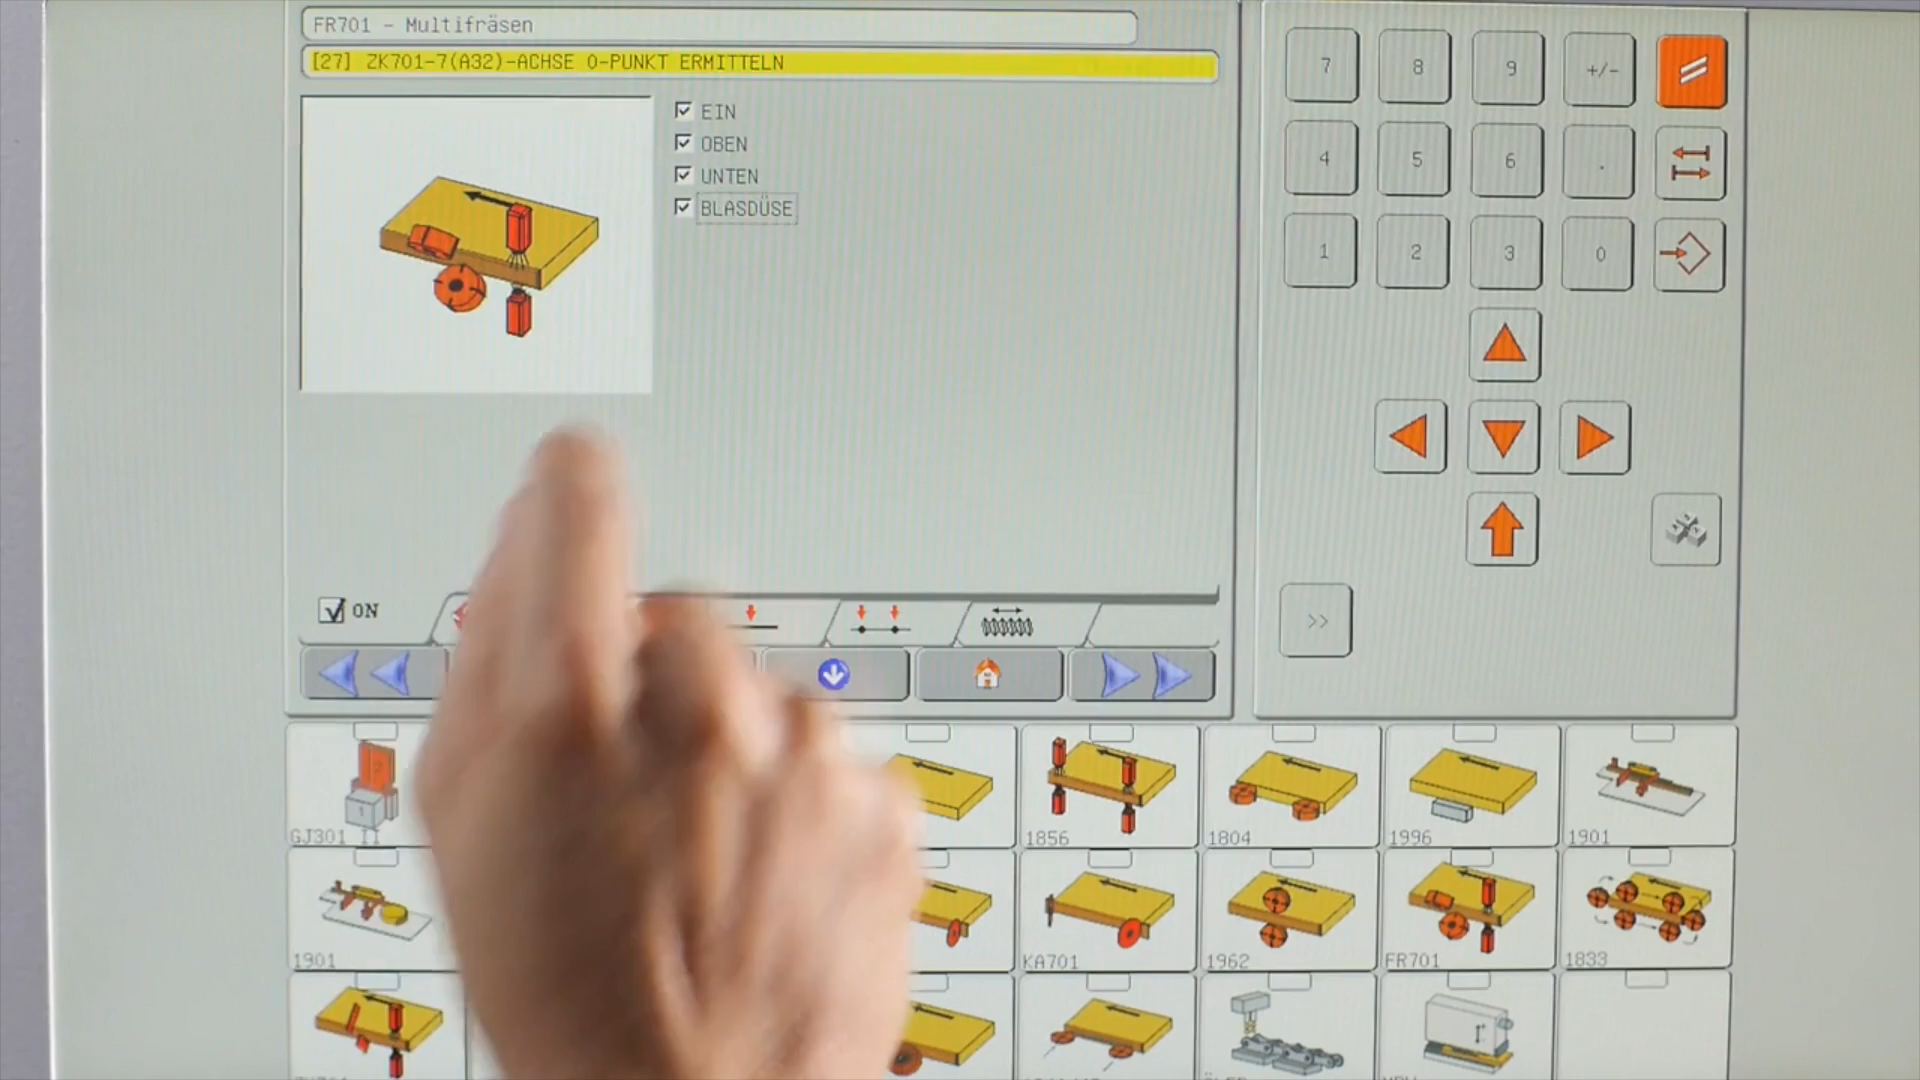 FR701 - Multifräsen
[27] ZK701-7(A32)-ACHSE 0-PUNKT ERMITTELN
EIN
OBEN
UNTEN
BLASDÜSE
ON
7 8 9 +/-
4 5 6 .
1 2 3 0
>>
GJ301 II
1856
1804
1996
1901
1901
KA701
1962
FR701
1833